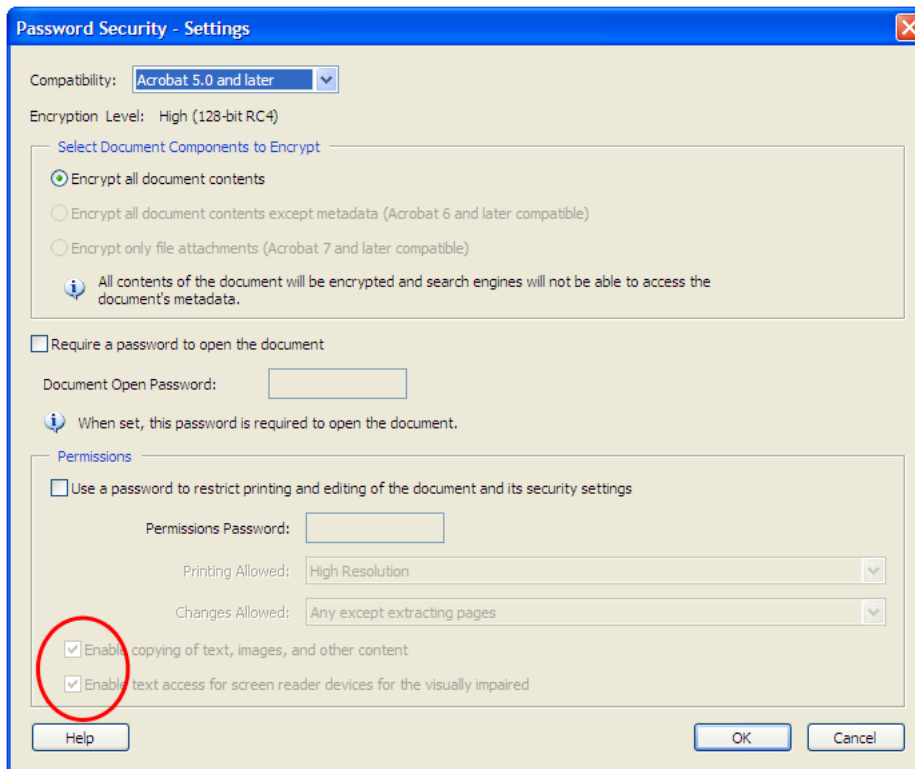 Password Security - Settings
Compatibility: Acrobat 5.0 and later
Encryption Level: High (128-bit RC4)
Select Document Components to Encrypt
Encrypt all document contents
Encrypt all document contents except metadata (Acrobat 6 and later compatible)
Encrypt only file attachments (Acrobat 7 and later compatible)
All contents of the document will be encrypted and search engines will not be able to access the
document's metadata.
Require a password to open the document
Document Open Password:
When set, this password is required to open the document.
Permissions
Use a password to restrict printing and editing of the document and its security settings
Permissions Password:
Printing Allowed: High Resolution
Changes Allowed: Any except extracting pages
Enable copying of text, images, and other content
Enable text access for screen reader devices for the visually impaired
Help OK Cancel